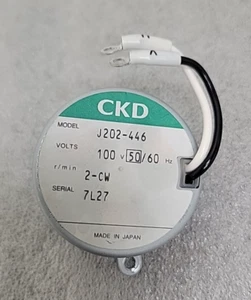 CKD
MODEL J202-446
VOLTS 100 V 50/60 Hz
r/min 2-CW
SERIAL 7L27
MADE IN JAPAN